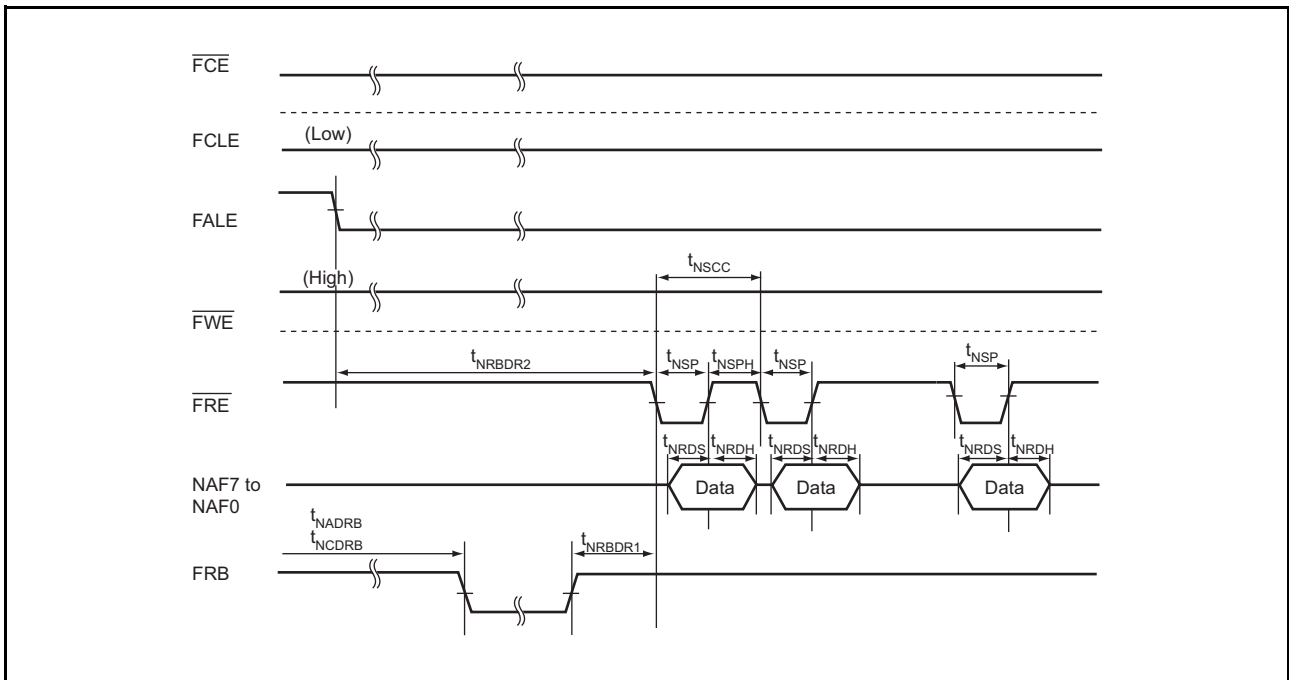 FCE
(Low)
FCLE
FALE
(High)
tNSCC
FWE
tNRBDR2
tNSP
tNSPH
tNSP
tNSP
FRE
tNRDS
tNRDH
tNRDS
tNRDH
tNRDS
tNRDH
NAF7 to
NAF0
Data
Data
Data
tNADRB
tNCDRB
tNRBDR1
FRB